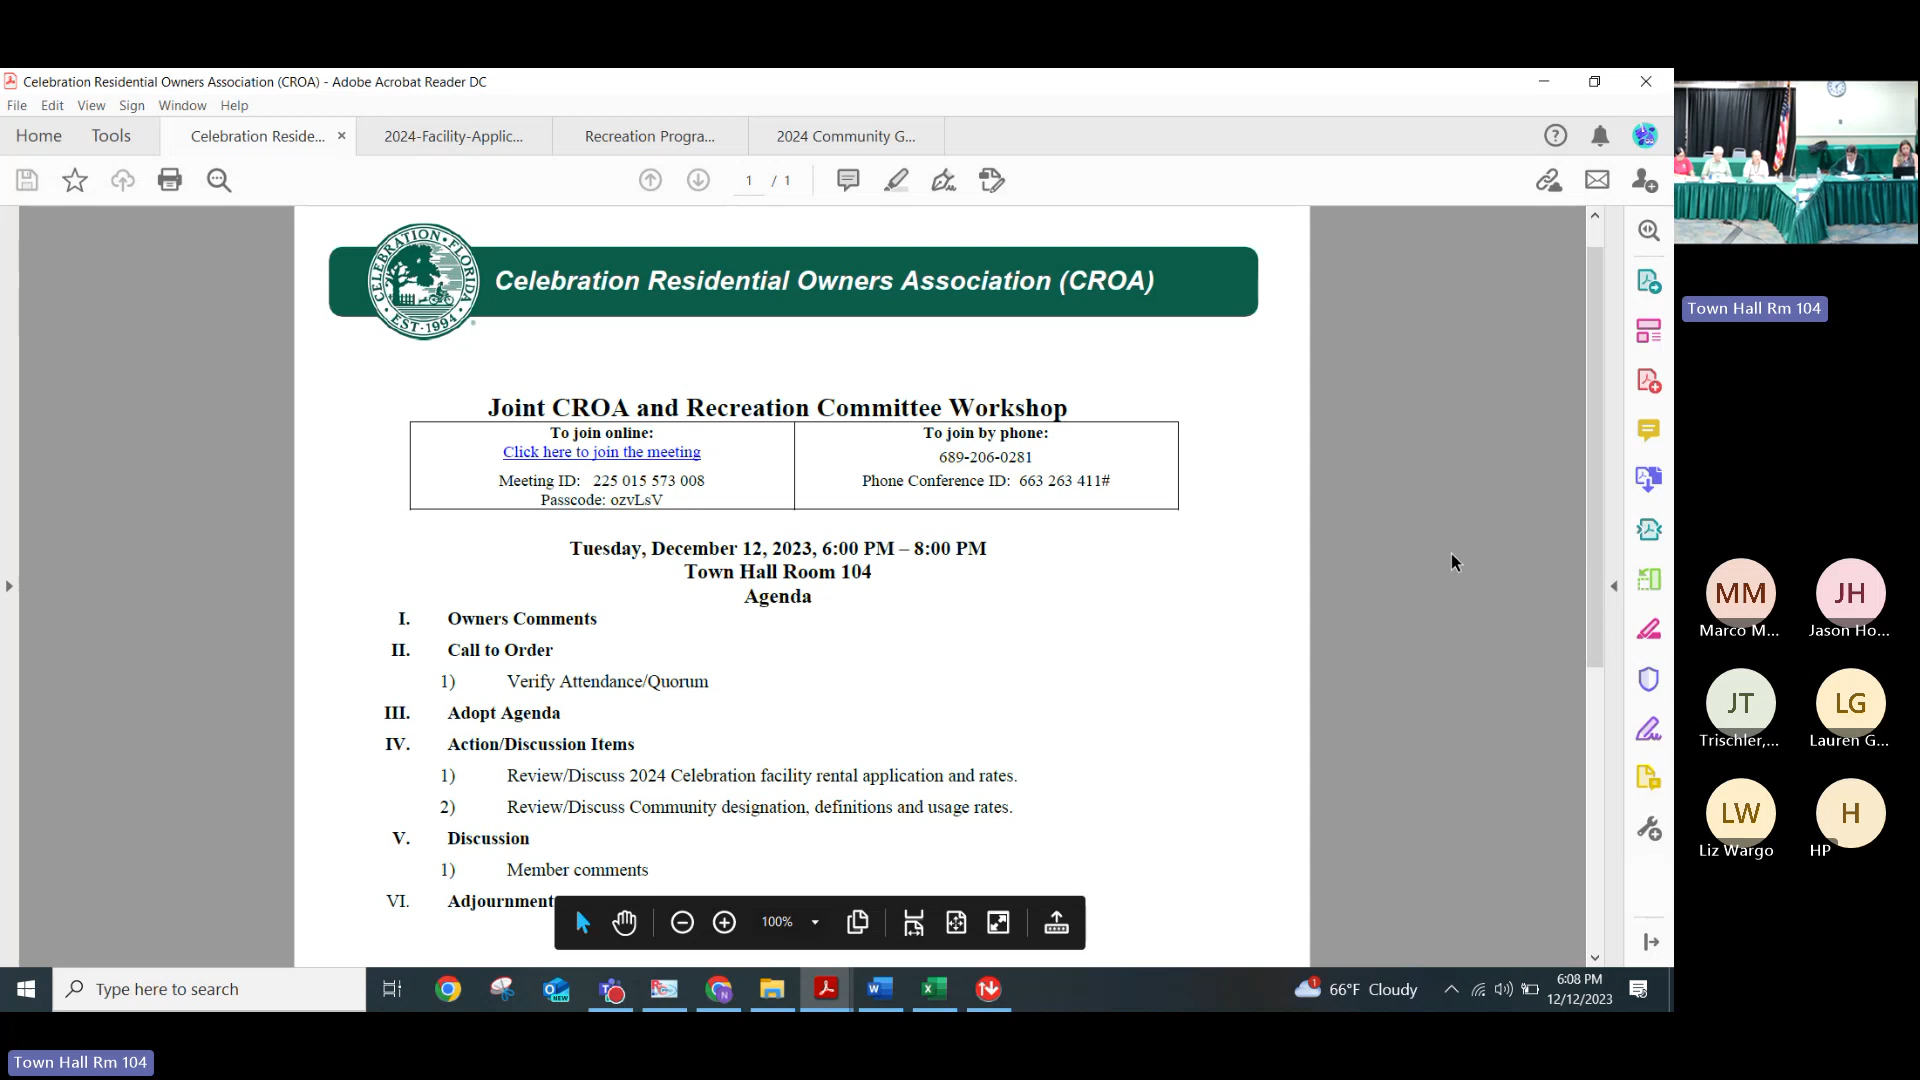 Celebration Residential Owners Association (CROA) - Adobe Acrobat Reader DC
File Edit View Sign Window Help
Home Tools Celebration Reside... × 2024-Facility-Applic... Recreation Progra... 2024 Community G...
1 / 1
CELEBRATION, FLORIDA
EST. 1994
Celebration Residential Owners Association (CROA)
Joint CROA and Recreation Committee Workshop
To join online:
Click here to join the meeting
Meeting ID: 225 015 573 008
Passcode: ozvLsV
To join by phone:
689-206-0281
Phone Conference ID: 663 263 411#
Tuesday, December 12, 2023, 6:00 PM – 8:00 PM
Town Hall Room 104
Agenda
I. Owners Comments
II. Call to Order
1) Verify Attendance/Quorum
III. Adopt Agenda
IV. Action/Discussion Items
1) Review/Discuss 2024 Celebration facility rental application and rates.
2) Review/Discuss Community designation, definitions and usage rates.
V. Discussion
1) Member comments
VI. Adjournment
100%
Type here to search
66°F Cloudy
6:08 PM
12/12/2023
Town Hall Rm 104
MM JH
Marco M... Jason Ho...
JT LG
Trischler,... Lauren G...
LW H
Liz Wargo HP
Town Hall Rm 104